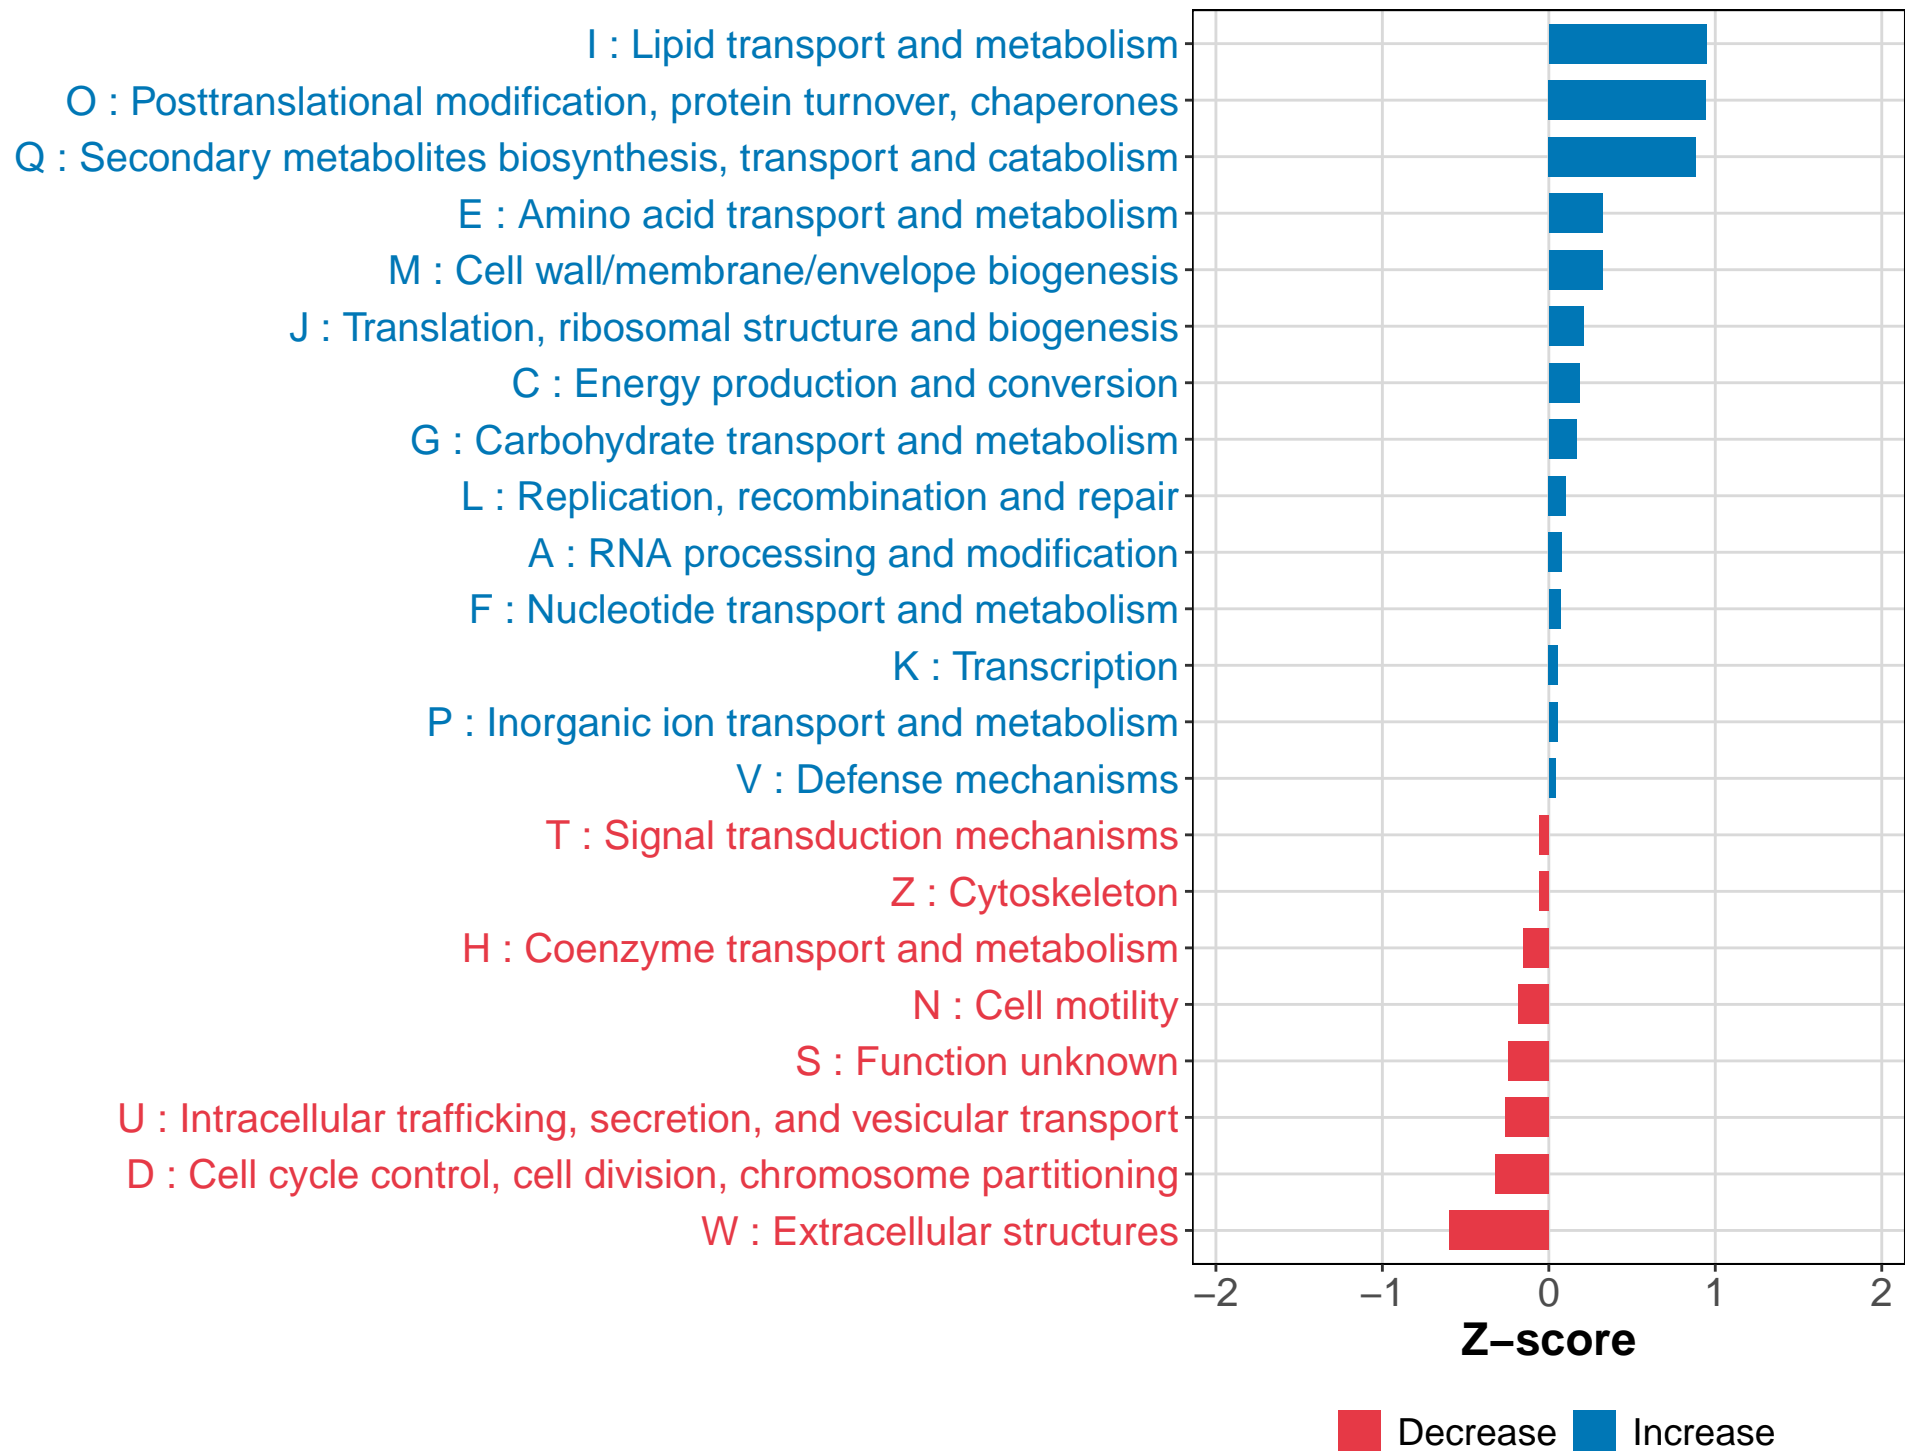 I : Lipid transport and metabolism
O : Posttranslational modification, protein turnover, chaperones
Q : Secondary metabolites biosynthesis, transport and catabolism
E : Amino acid transport and metabolism
M : Cell wall/membrane/envelope biogenesis
J : Translation, ribosomal structure and biogenesis
C : Energy production and conversion
G : Carbohydrate transport and metabolism
L : Replication, recombination and repair
A : RNA processing and modification
F : Nucleotide transport and metabolism
K : Transcription
P : Inorganic ion transport and metabolism
V : Defense mechanisms
T : Signal transduction mechanisms
Z : Cytoskeleton
H : Coenzyme transport and metabolism
N : Cell motility
S : Function unknown
U : Intracellular trafficking, secretion, and vesicular transport
D : Cell cycle control, cell division, chromosome partitioning
W : Extracellular structures
−2 −1 0 1 2
Z−score
Decrease Increase